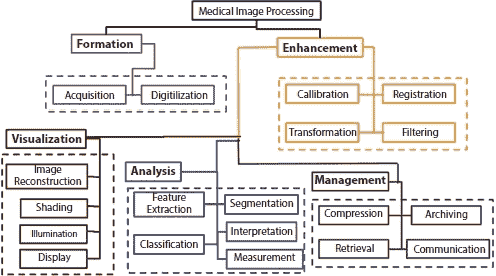 Medical Image Processing
Formation
Enhancement
Acquisition
Digitilization
Callibration
Registration
Transformation
Filtering
Visualization
Image
Reconstruction
Shading
Illumination
Display
Analysis
Feature
Extraction
Segmentation
Classification
Interpretation
Measurement
Management
Compression
Archiving
Retrieval
Communication